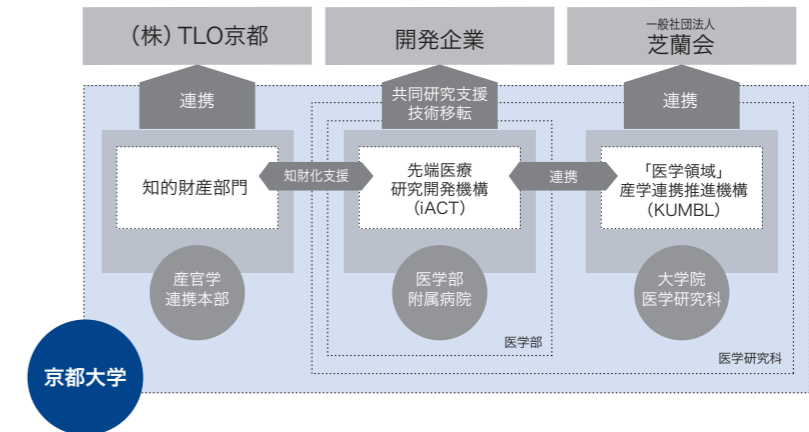 (株)TLO京都
開発企業
一般社団法人
芝蘭会
連携
共同研究支援
技術移転
連携
知的財産部門
知財化支援
先端医療
研究開発機構
(iACT)
連携
「医学領域」
産学連携推進機構
(KUMBL)
産官学
連携本部
医学部
附属病院
大学院
医学研究科
医学部
医学研究科
京都大学